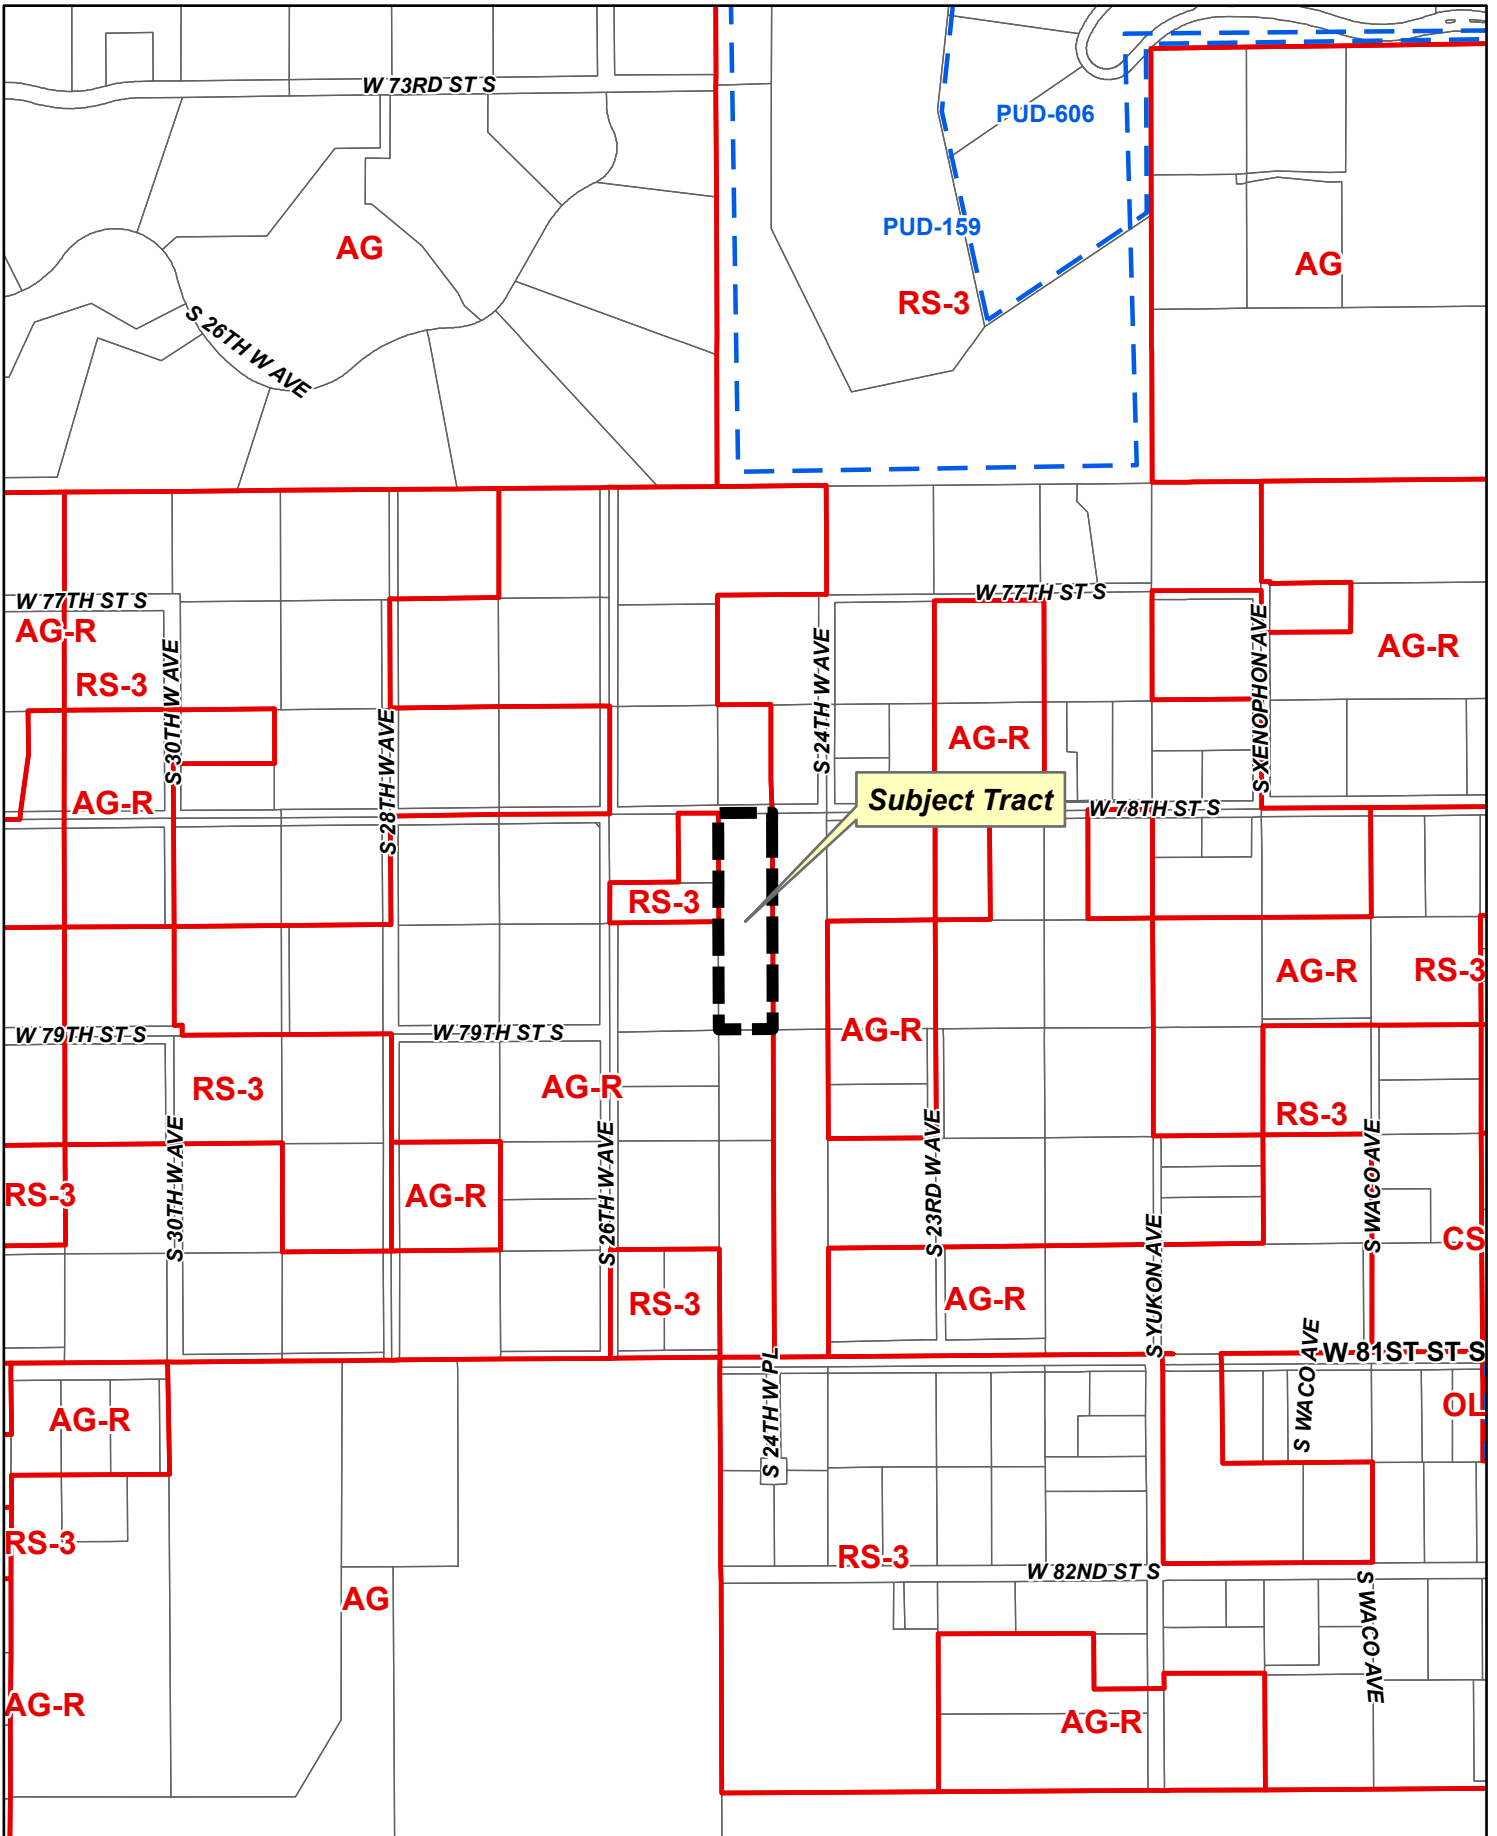 W 73RD ST S
PUD-606
PUD-159
AG
AG
RS-3
S 26TH W AVE
W 77TH ST S
W 77TH ST S
AG-R
S 30TH W AVE
S 24TH W AVE
S XENOPHON AVE
AG-R
RS-3
S 28TH W AVE
AG-R
AG-R
Subject Tract
W 78TH ST S
RS-3
AG-R
RS-3
W 79TH ST S
W 79TH ST S
AG-R
RS-3
AG-R
RS-3
S 30TH W AVE
S 26TH W AVE
S 23RD W AVE
S WACO AVE
RS-3
AG-R
S YUKON AVE
CS
RS-3
AG-R
S WACO AVE
W 81ST ST S
S 24TH W PL
AG-R
OL
RS-3
RS-3
W 82ND ST S
AG
S WACO AVE
AG-R
AG-R